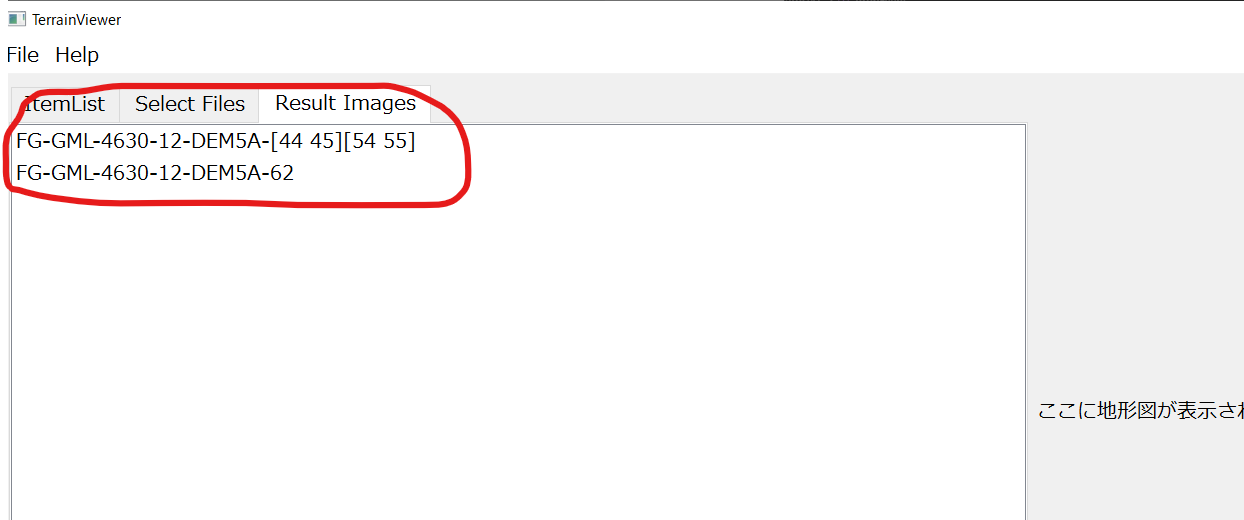 TerrainViewer
File Help
ItemList Select Files Result Images
FG-GML-4630-12-DEM5A-[44 45][54 55]
FG-GML-4630-12-DEM5A-62
ここに地形図が表示さ